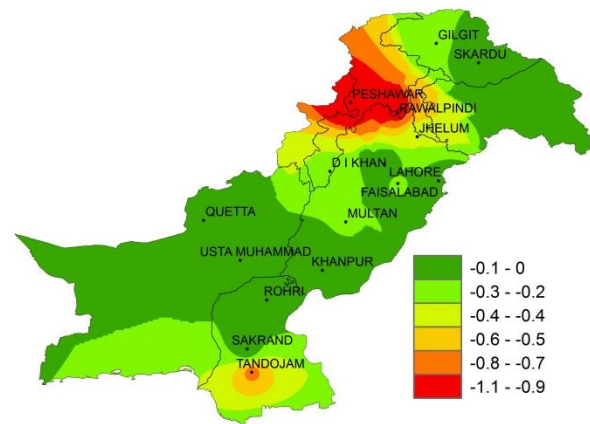 GILGIT
SKARDU
PESHAWAR
RAWALPINDI
JHELUM
D I KHAN
LAHORE
FAISALABAD
QUETTA
MULTAN
USTA MUHAMMAD
KHANPUR
ROHRI
SAKRAND
TANDOJAM
-0.1 - 0
-0.3 - -0.2
-0.4 - -0.4
-0.6 - -0.5
-0.8 - -0.7
-1.1 - -0.9